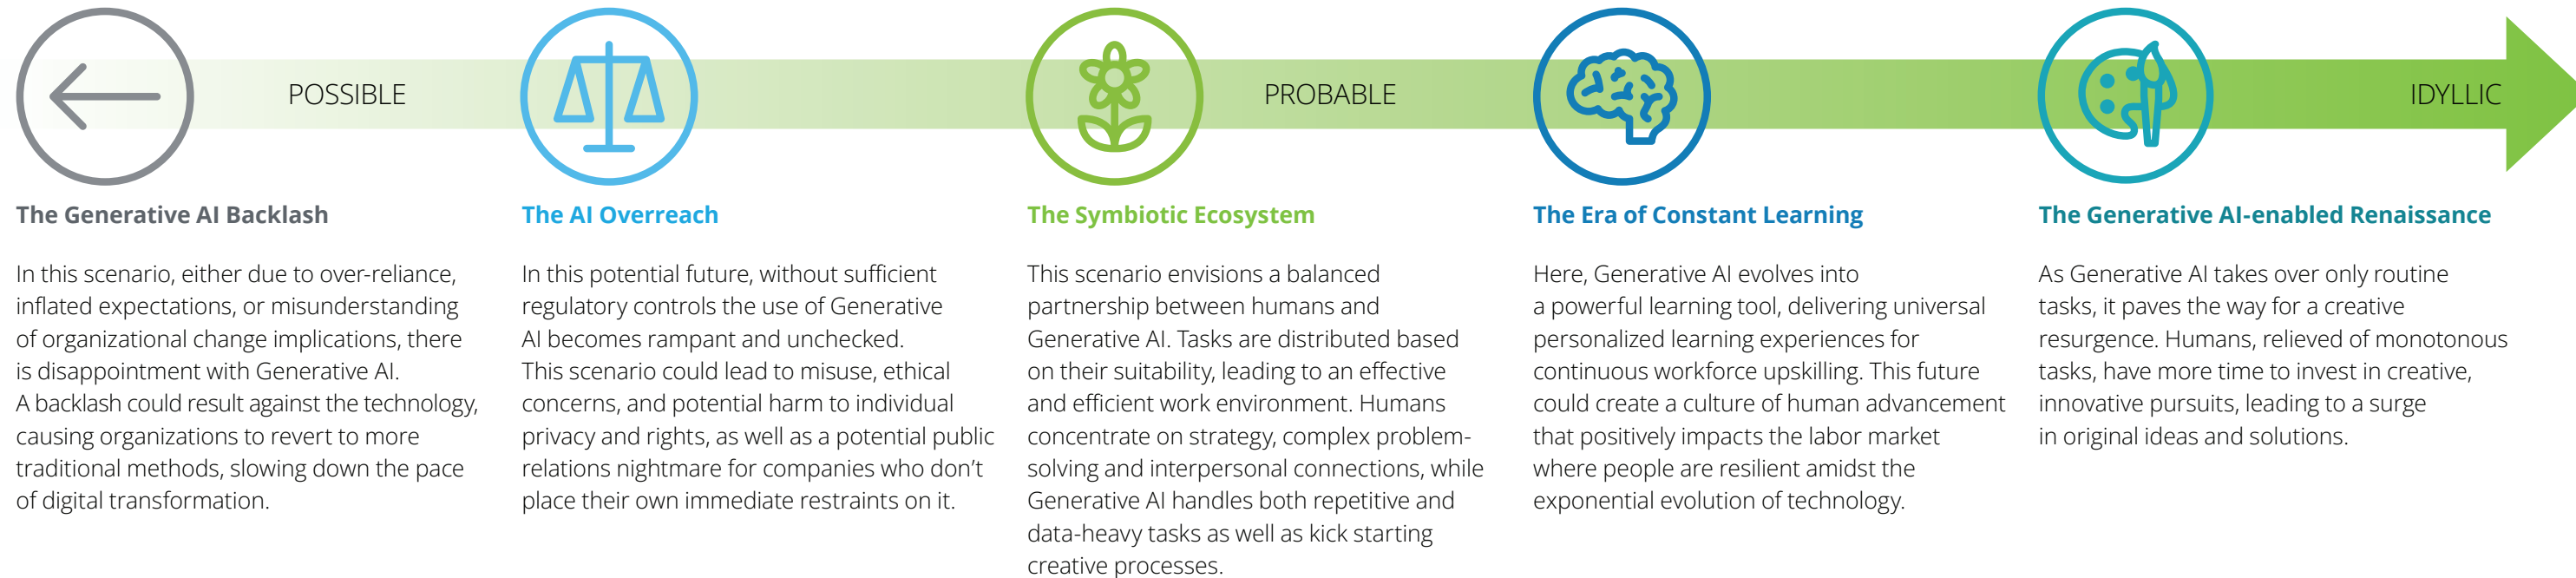 POSSIBLE
PROBABLE
IDYLLIC
The Generative AI Backlash
In this scenario, either due to over-reliance,
inflated expectations, or misunderstanding
of organizational change implications, there
is disappointment with Generative AI.
A backlash could result against the technology,
causing organizations to revert to more
traditional methods, slowing down the pace
of digital transformation.
The AI Overreach
In this potential future, without sufficient
regulatory controls the use of Generative
AI becomes rampant and unchecked.
This scenario could lead to misuse, ethical
concerns, and potential harm to individual
privacy and rights, as well as a potential public
relations nightmare for companies who don’t
place their own immediate restraints on it.
The Symbiotic Ecosystem
This scenario envisions a balanced
partnership between humans and
Generative AI. Tasks are distributed based
on their suitability, leading to an effective
and efficient work environment. Humans
concentrate on strategy, complex problem-
solving and interpersonal connections, while
Generative AI handles both repetitive and
data-heavy tasks as well as kick starting
creative processes.
The Era of Constant Learning
Here, Generative AI evolves into
a powerful learning tool, delivering universal
personalized learning experiences for
continuous workforce upskilling. This future
could create a culture of human advancement
that positively impacts the labor market
where people are resilient amidst the
exponential evolution of technology.
The Generative AI-enabled Renaissance
As Generative AI takes over only routine
tasks, it paves the way for a creative
resurgence. Humans, relieved of monotonous
tasks, have more time to invest in creative,
innovative pursuits, leading to a surge
in original ideas and solutions.